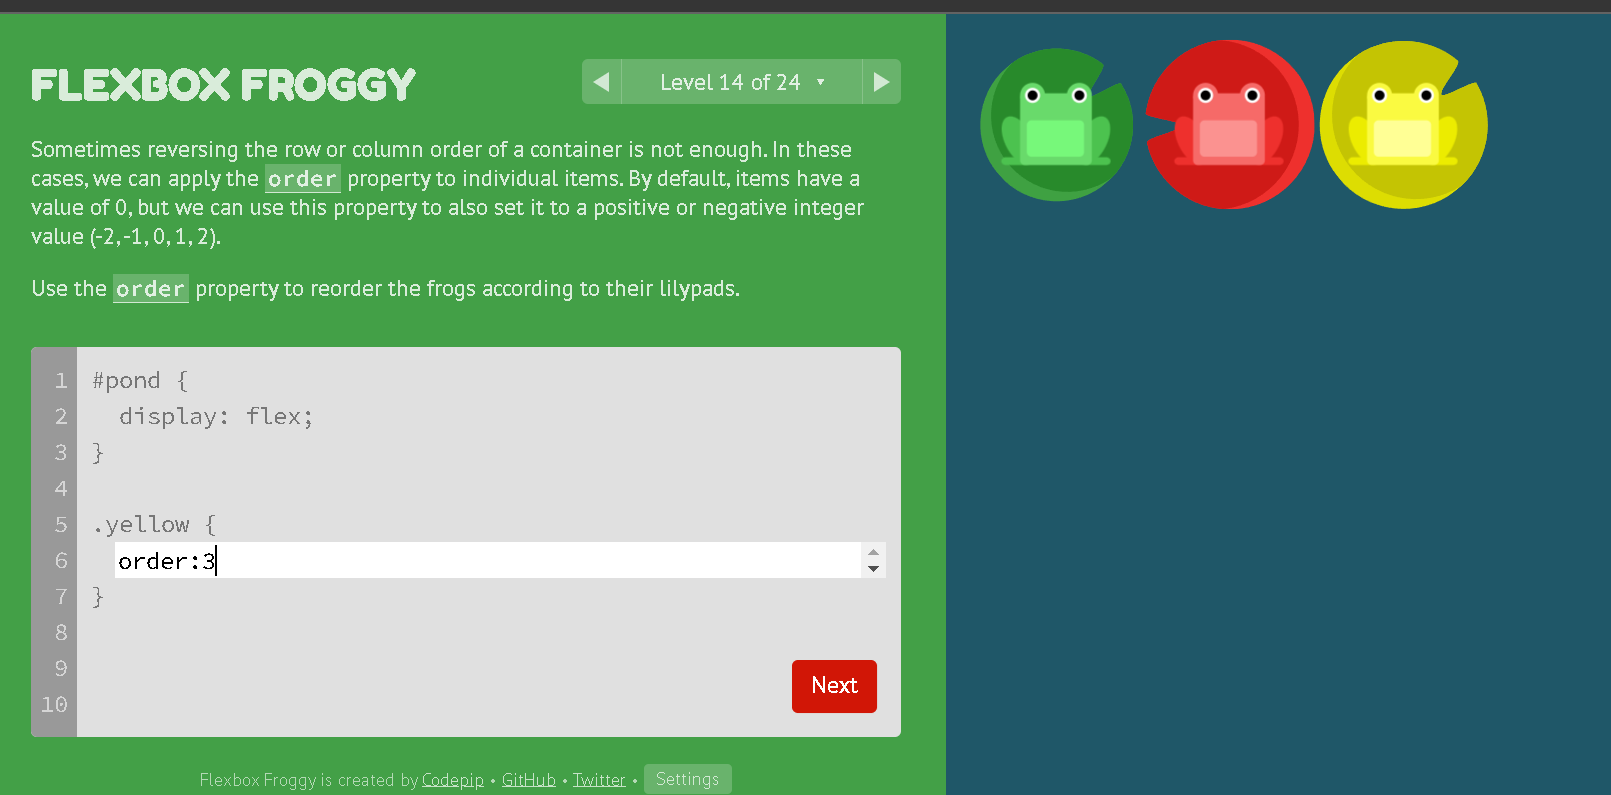 FLEXBOX FROGGY
◀ Level 14 of 24 ▼ ▶
Sometimes reversing the row or column order of a container is not enough. In these
cases, we can apply the order property to individual items. By default, items have a
value of 0, but we can use this property to also set it to a positive or negative integer
value (-2, -1, 0, 1, 2).
Use the order property to reorder the frogs according to their lilypads.
1 #pond {
2 display: flex;
3 }
4
5 .yellow {
6 order:3
7 }
8
9
10
Next
Flexbox Froggy is created by Codepip • GitHub • Twitter • Settings